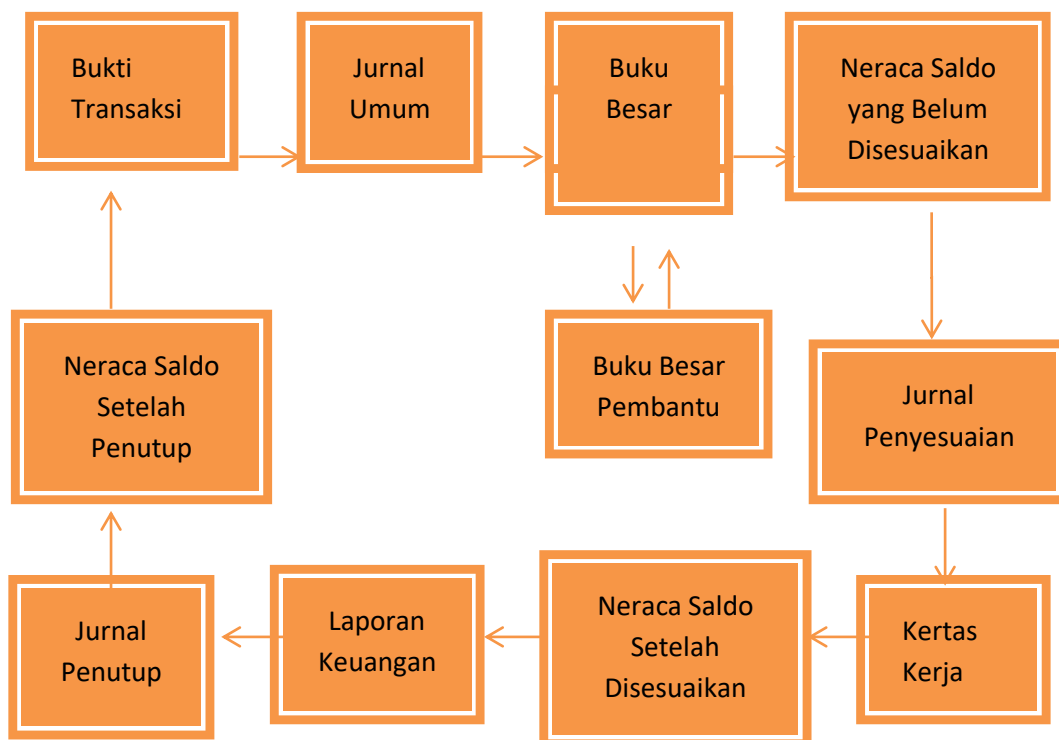 Bukti
Transaksi
Jurnal
Umum
Buku
Besar
Neraca Saldo
yang Belum
Disesuaikan
Neraca Saldo
Setelah
Penutup
Buku Besar
Pembantu
Jurnal
Penyesuaian
Jurnal
Penutup
Laporan
Keuangan
Neraca Saldo
Setelah
Disesuaikan
Kertas
Kerja